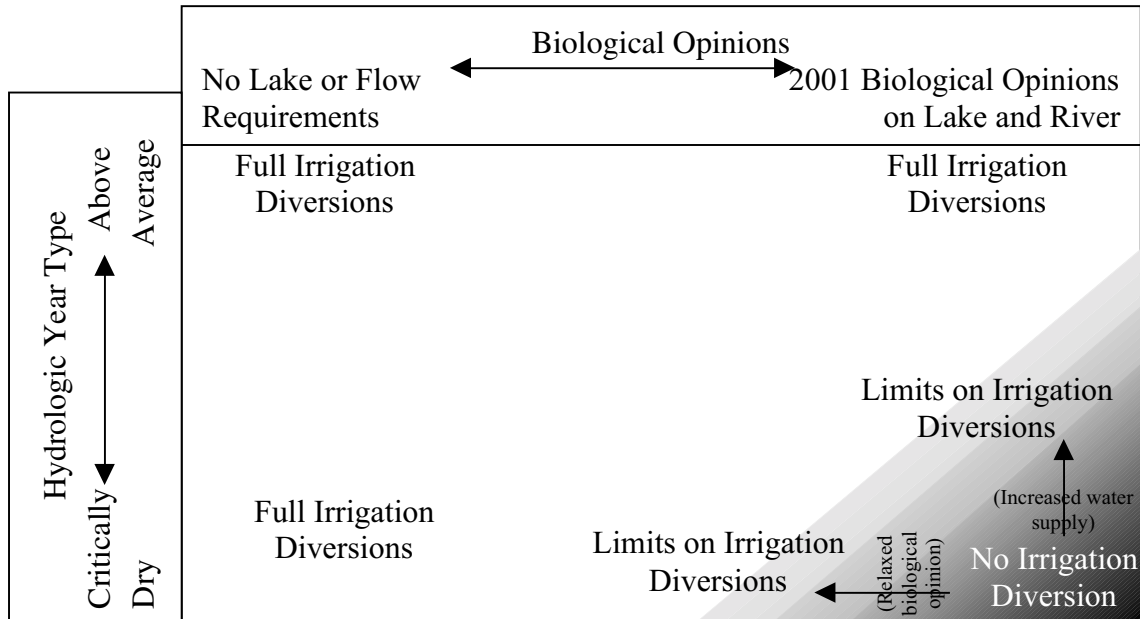 Biological Opinions
No Lake or Flow
Requirements
2001 Biological Opinions
on Lake and River
Hydrologic Year Type
Above
Average
Critically
Dry
Full Irrigation
Diversions
Full Irrigation
Diversions
Limits on Irrigation
Diversions
(Increased water
supply)
Full Irrigation
Diversions
Limits on Irrigation
Diversions
(Relaxed
biological
opinion)
No Irrigation
Diversion